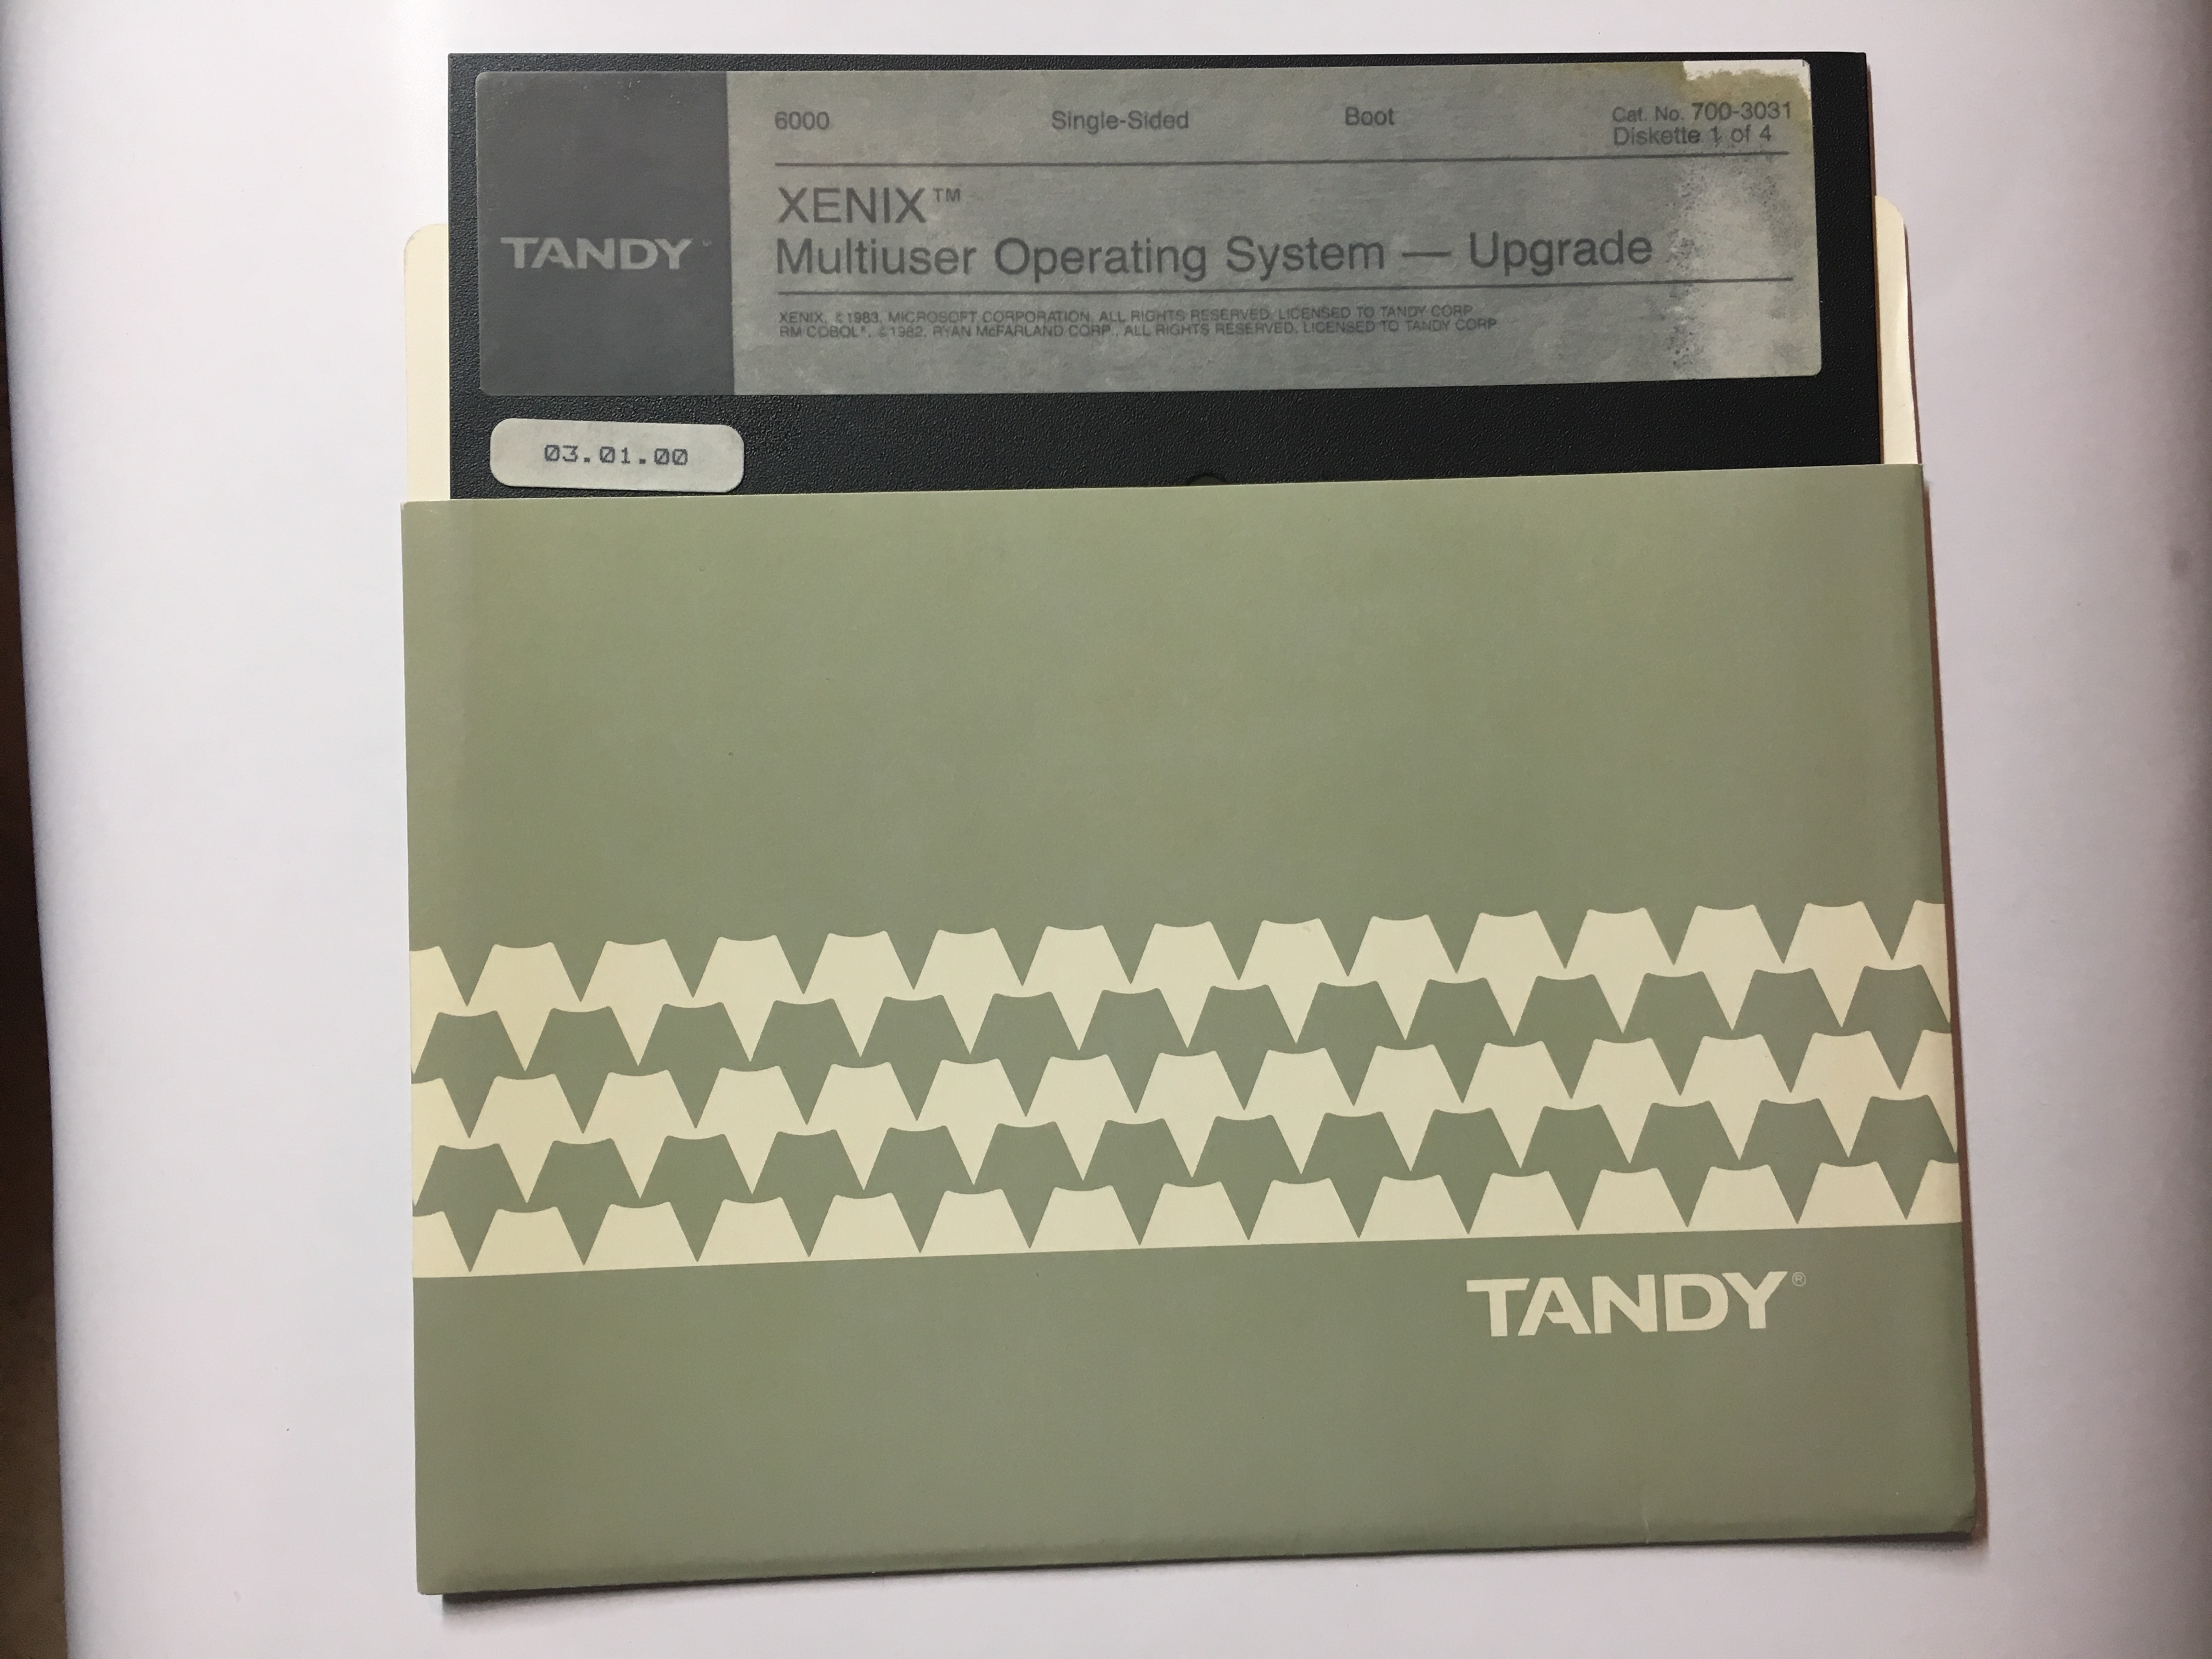 6000 Single-Sided Boot Cat. No. 700-3031
Diskette 1 of 4
XENIX™
TANDY
Multiuser Operating System — Upgrade
XENIX, ©1983, MICROSOFT CORPORATION, ALL RIGHTS RESERVED, LICENSED TO TANDY CORP.
RM COBOL®, ©1982, RYAN McFARLAND CORP., ALL RIGHTS RESERVED, LICENSED TO TANDY CORP.
03.01.00
TANDY®